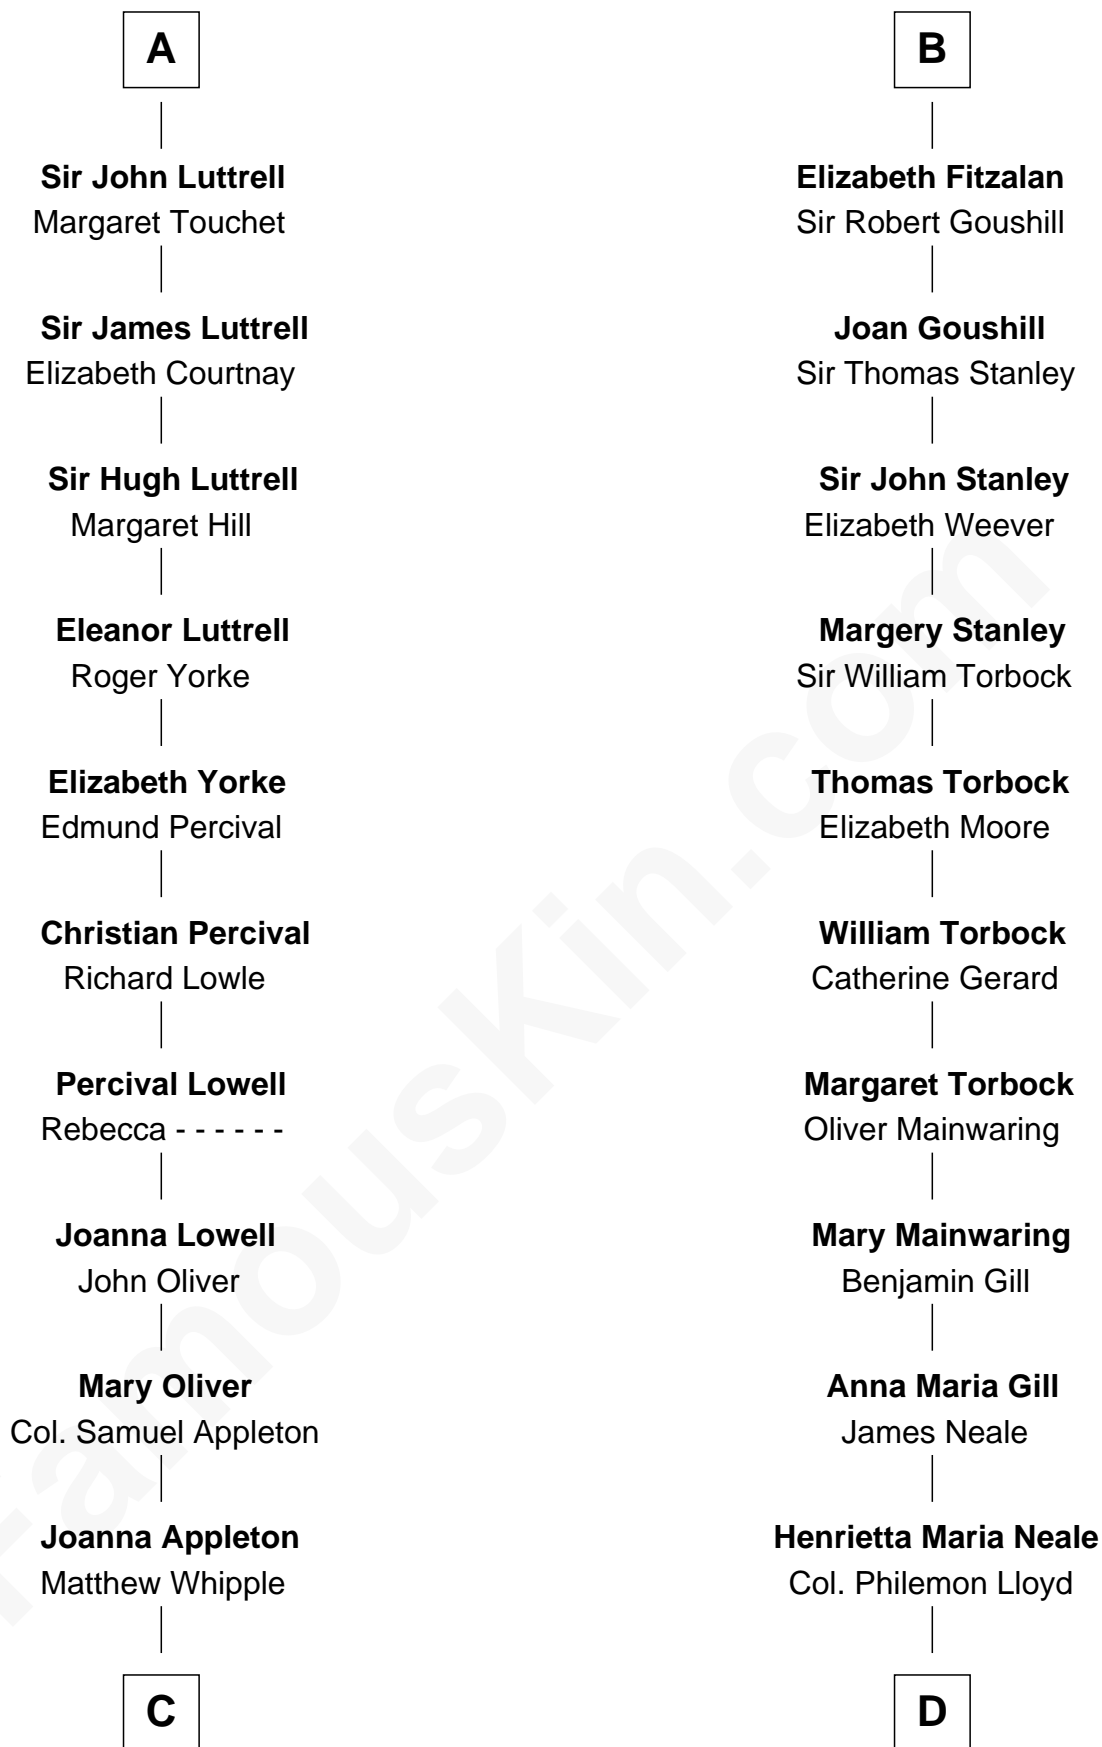 A
Sir John Luttrell
Margaret Touchet
Sir James Luttrell
Elizabeth Courtnay
Sir Hugh Luttrell
Margaret Hill
Eleanor Luttrell
Roger Yorke
Elizabeth Yorke
Edmund Percival
Christian Percival
Richard Lowle
Percival Lowell
Rebecca - - - - - -
Joanna Lowell
John Oliver
Mary Oliver
Col. Samuel Appleton
Joanna Appleton
Matthew Whipple
C
B
Elizabeth Fitzalan
Sir Robert Goushill
Joan Goushill
Sir Thomas Stanley
Sir John Stanley
Elizabeth Weever
Margery Stanley
Sir William Torbock
Thomas Torbock
Elizabeth Moore
William Torbock
Catherine Gerard
Margaret Torbock
Oliver Mainwaring
Mary Mainwaring
Benjamin Gill
Anna Maria Gill
James Neale
Henrietta Maria Neale
Col. Philemon Lloyd
D
FamousKin.com